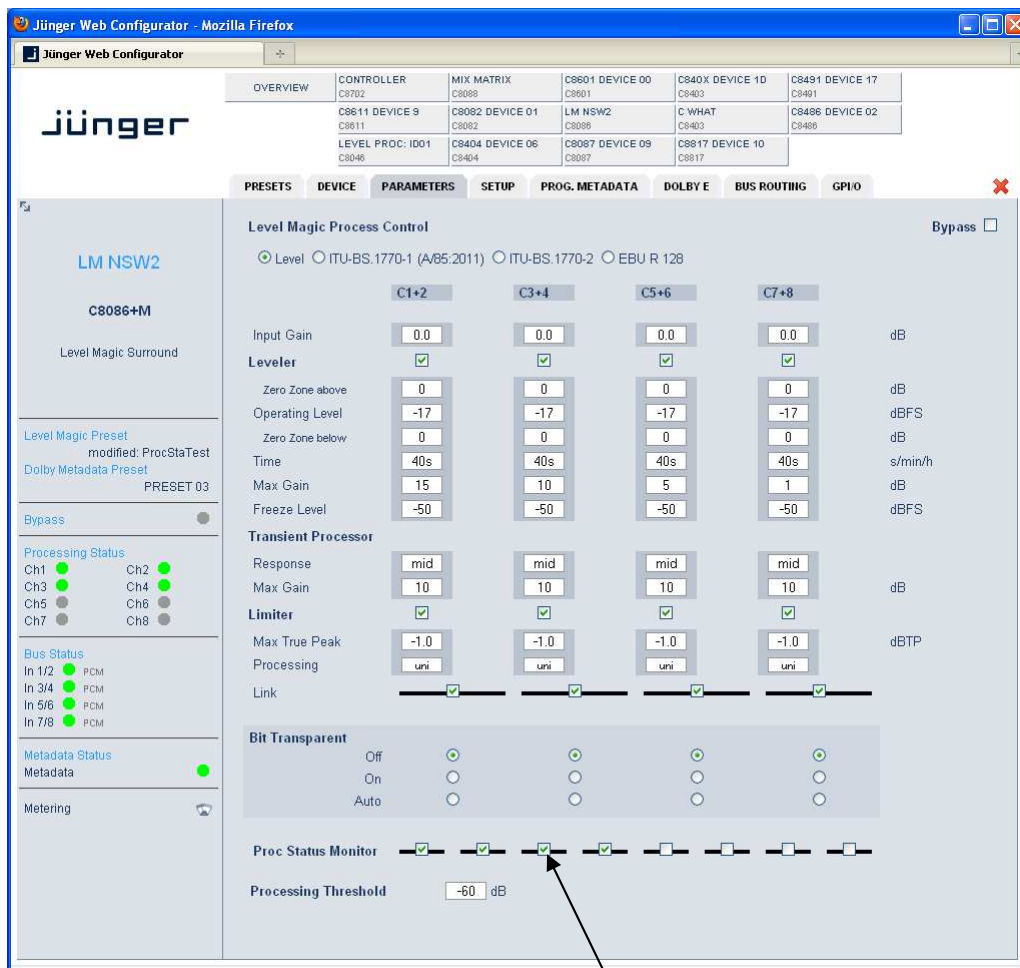 Jünger Web Configurator - Mozilla Firefox
Jünger Web Configurator
OVERVIEW
CONTROLLER
C8702
MIX MATRIX
C8088
C8601 DEVICE 00
C8601
C840X DEVICE 1D
C8403
C8491 DEVICE 17
C8491
C8611 DEVICE 9
C8611
C8082 DEVICE 01
C8082
LM NSW2
C8086
C WHAT
C8403
C8486 DEVICE 02
C8486
LEVEL PROC: ID01
C8046
C8404 DEVICE 06
C8404
C8087 DEVICE 09
C8087
C8817 DEVICE 10
C8817
jünger
PRESETS DEVICE PARAMETERS SETUP PROG. METADATA DOLBY E BUS ROUTING GPI/O
LM NSW2
C8086+M
Level Magic Surround
Level Magic Preset
modified: ProcStaTest
Dolby Metadata Preset
PRESET 03
Bypass
Processing Status
Ch1 Ch2
Ch3 Ch4
Ch5 Ch6
Ch7 Ch8
Bus Status
In 1/2 PCM
In 3/4 PCM
In 5/6 PCM
In 7/8 PCM
Metadata Status
Metadata
Metering
Level Magic Process Control Bypass
Level ITU-BS.1770-1 (A/85:2011) ITU-BS.1770-2 EBU R 128
C1+2 C3+4 C5+6 C7+8
Input Gain 0.0 0.0 0.0 0.0 dB
Leveler
Zero Zone above 0 0 0 0 dB
Operating Level -17 -17 -17 -17 dBFS
Zero Zone below 0 0 0 0 dB
Time 40s 40s 40s 40s s/min/h
Max Gain 15 10 5 1 dB
Freeze Level -50 -50 -50 -50 dBFS
Transient Processor
Response mid mid mid mid
Max Gain 10 10 10 10 dB
Limiter
Max True Peak -1.0 -1.0 -1.0 -1.0 dBTP
Processing uni uni uni uni
Link
Bit Transparent
Off
On
Auto
Proc Status Monitor
Processing Threshold -60 dB